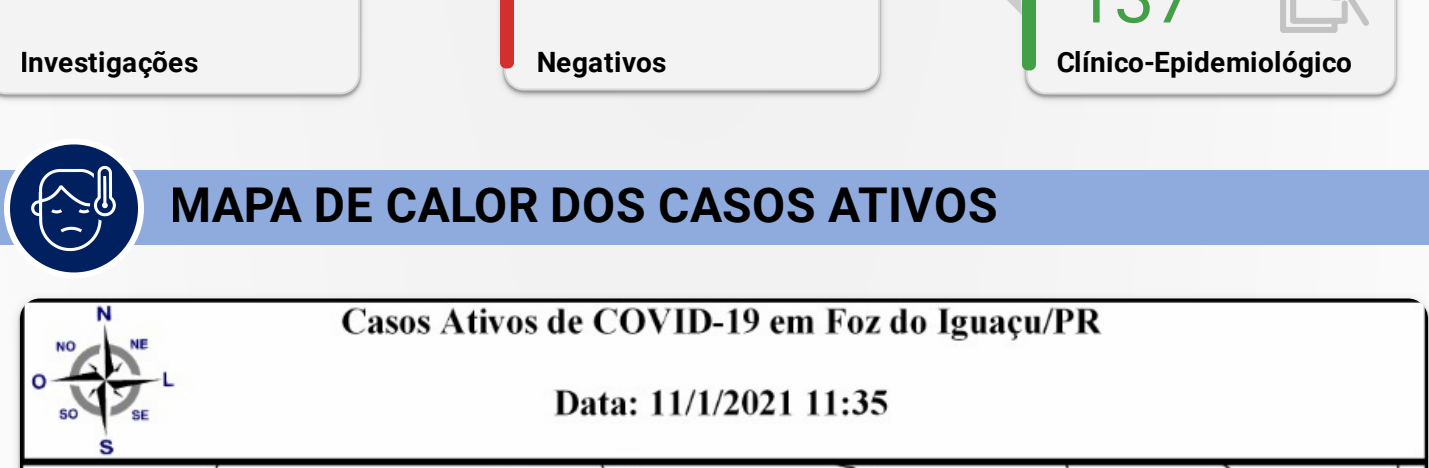 137
Investigações
Negativos
Clínico-Epidemiológico
MAPA DE CALOR DOS CASOS ATIVOS
N
NO
NE
O
L
SO
SE
S
Casos Ativos de COVID-19 em Foz do Iguaçu/PR
Data: 11/1/2021 11:35